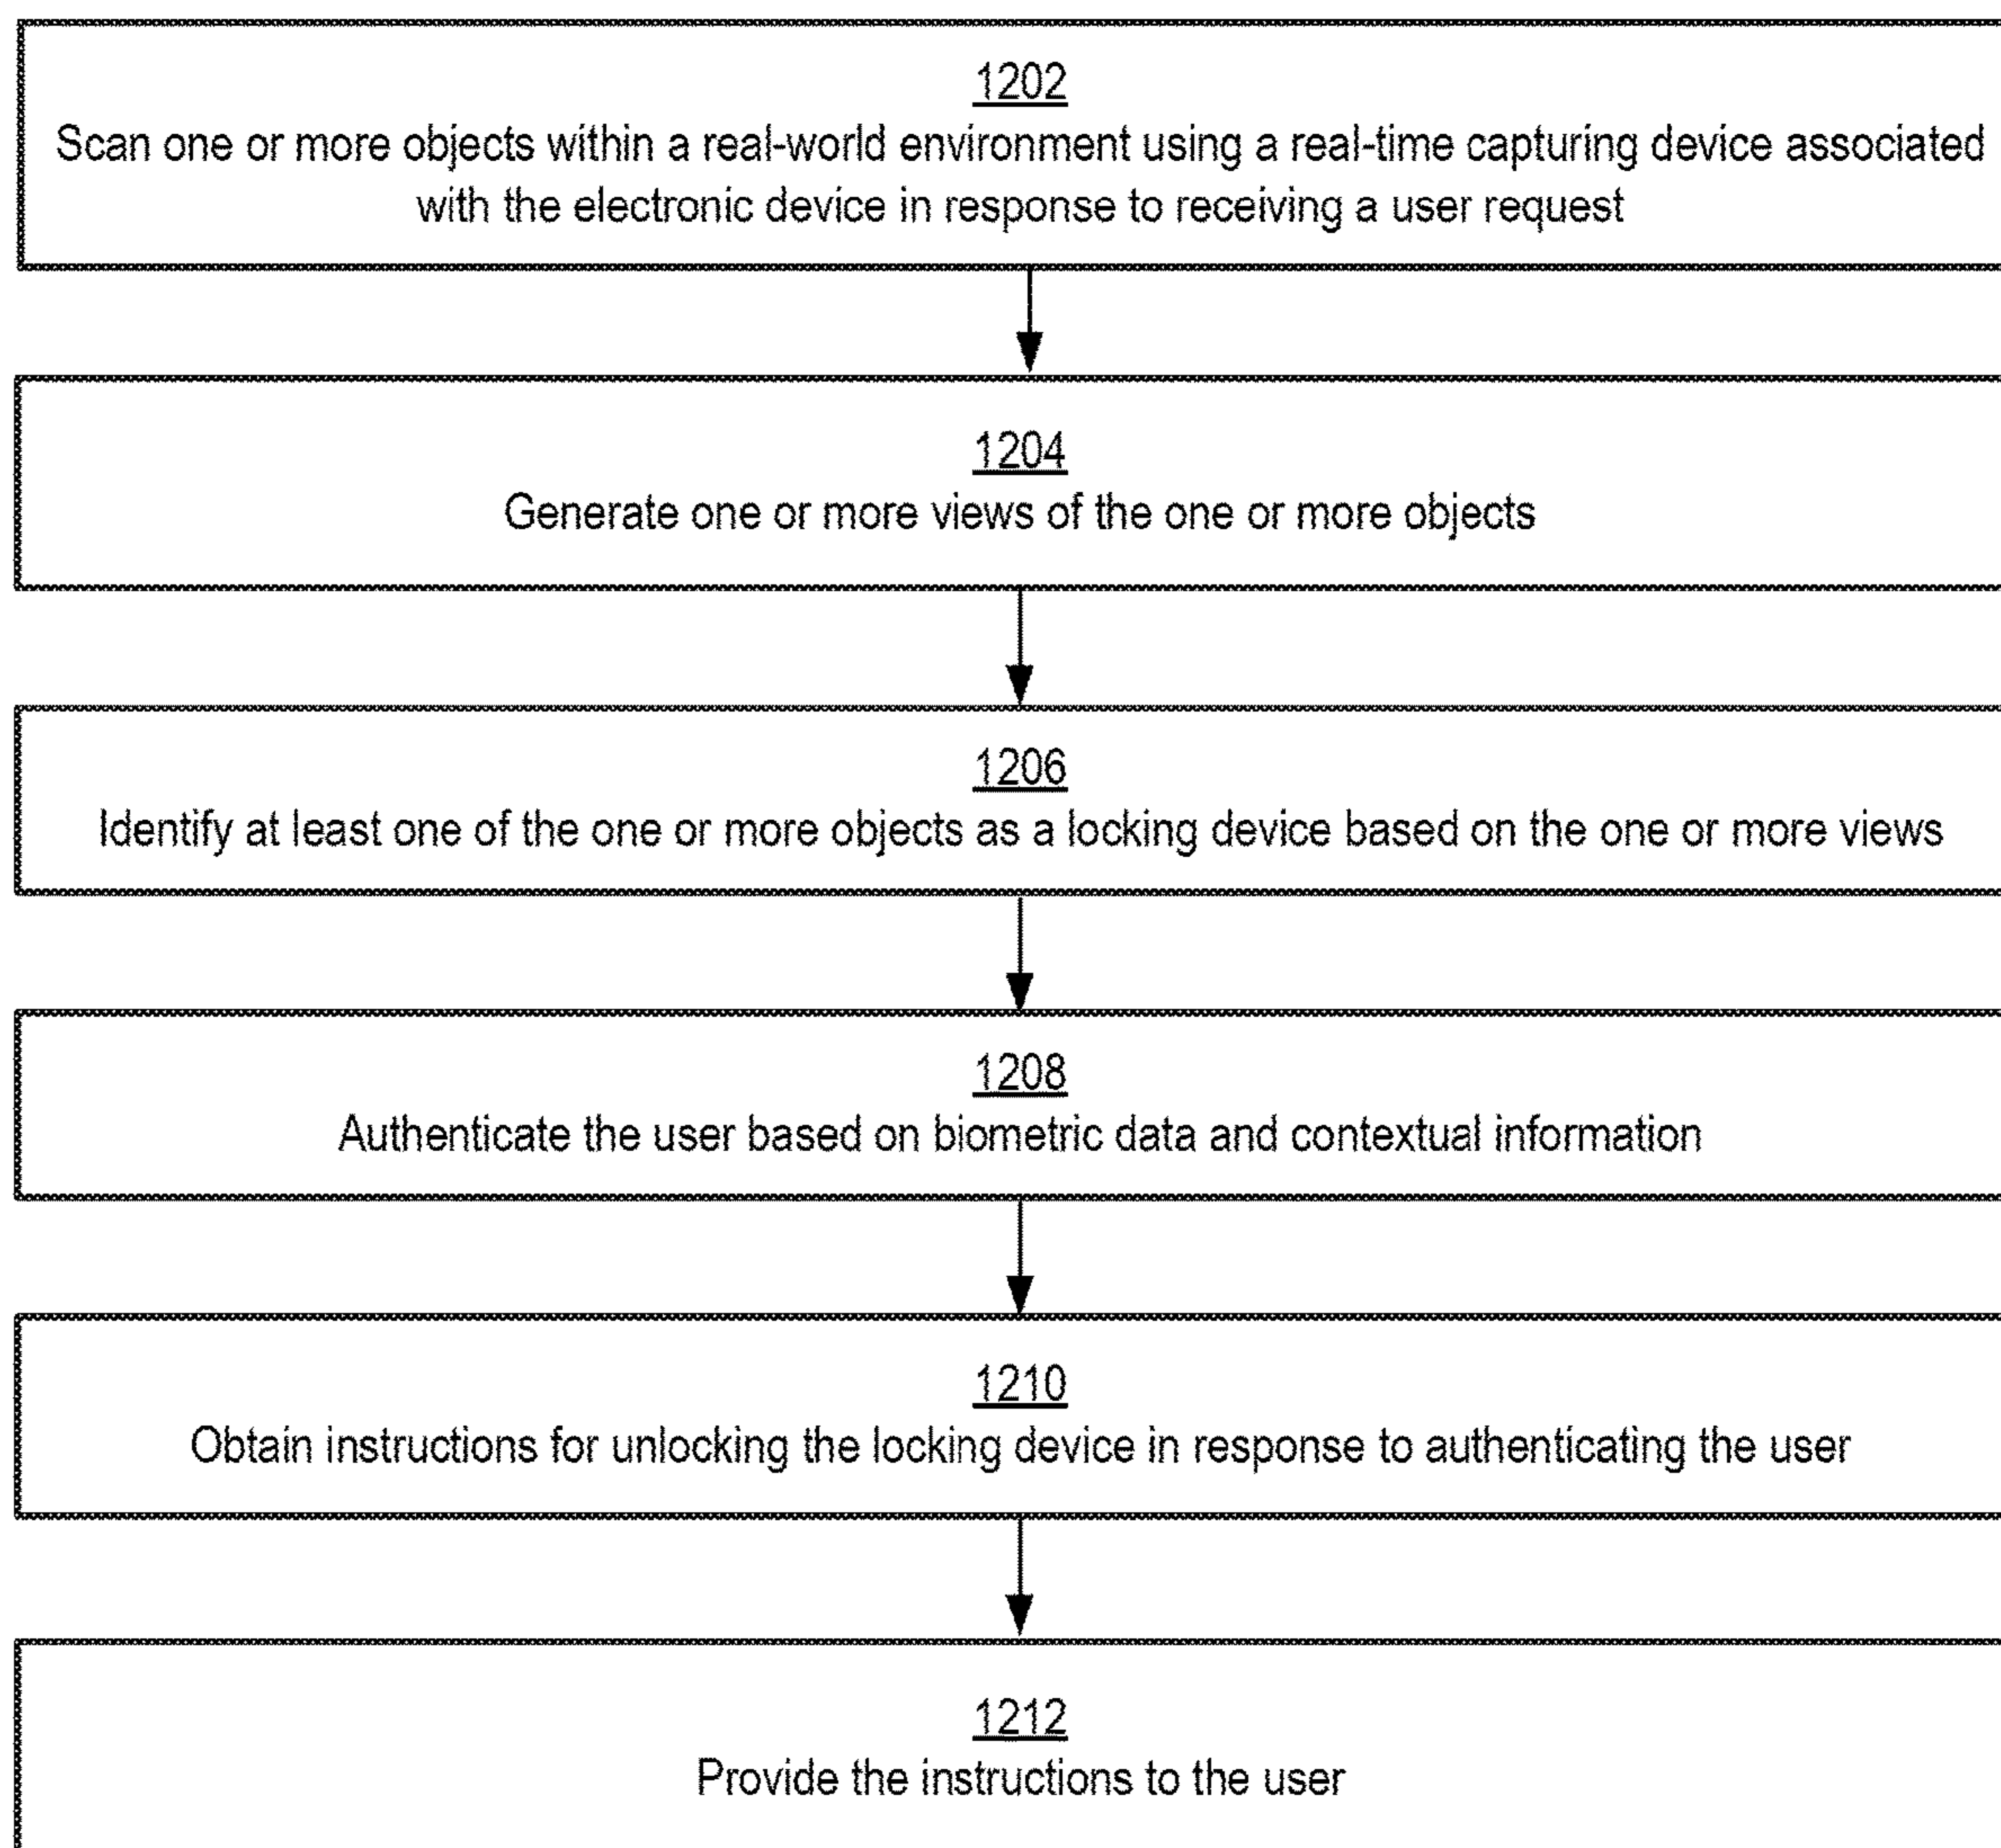 1202
Scan one or more objects within a real-world environment using a real-time capturing device associated
with the electronic device in response to receiving a user request
1204
Generate one or more views of the one or more objects
1206
Identify at least one of the one or more objects as a locking device based on the one or more views
1208
Authenticate the user based on biometric data and contextual information
1210
Obtain instructions for unlocking the locking device in response to authenticating the user
1212
Provide the instructions to the user